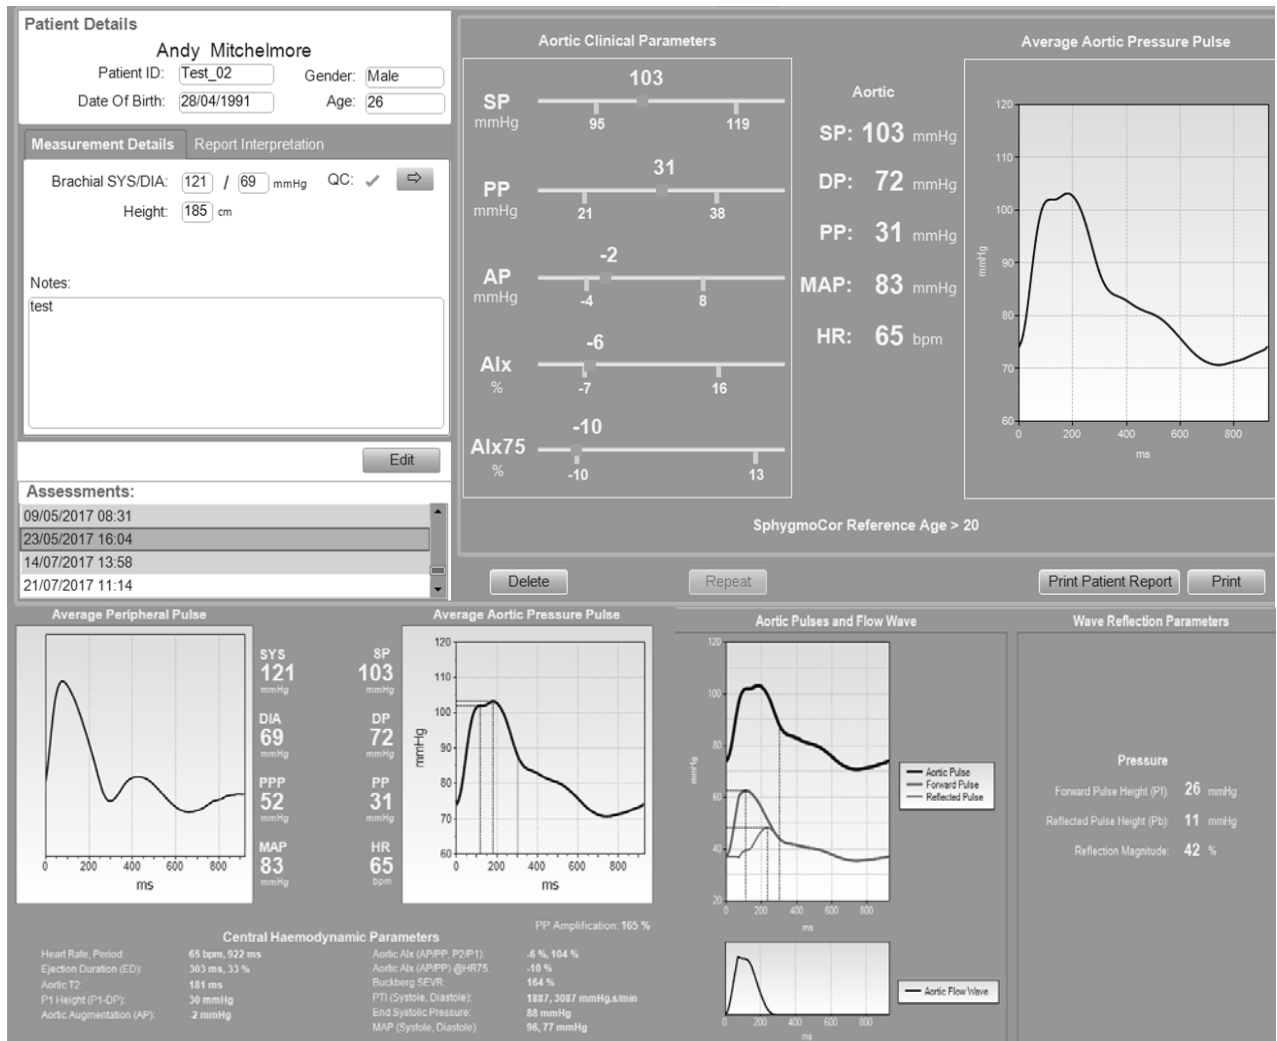 Patient Details
Andy Mitchelmore
Patient ID: Test_02 Gender: Male
Date Of Birth: 28/04/1991 Age: 26
Measurement Details Report Interpretation
Brachial SYS/DIA: 121 / 69 mmHg QC: ✓ ⇨
Height: 185 cm
Notes:
test
Edit
Assessments:
09/05/2017 08:31
23/05/2017 16:04
14/07/2017 13:58
21/07/2017 11:14
Aortic Clinical Parameters
103
SP
mmHg
95 119
31
PP
mmHg
21 38
-2
AP
mmHg
-4 8
-6
AIx
%
-7 16
-10
AIx75
%
-10 13
Aortic
SP: 103 mmHg
DP: 72 mmHg
PP: 31 mmHg
MAP: 83 mmHg
HR: 65 bpm
Average Aortic Pressure Pulse
120
110
100
90
80
70
60
mmHg
0 200 400 600 800
ms
SphygmoCor Reference Age > 20
Delete Repeat Print Patient Report Print
Average Peripheral Pulse
0 200 400 600 800
ms
SYS
121
mmHg
DIA
69
mmHg
PPP
52
mmHg
MAP
83
mmHg
SP
103
mmHg
DP
72
mmHg
PP
31
mmHg
HR
65
bpm
Average Aortic Pressure Pulse
120
110
100
90
80
70
60
mmHg
0 200 400 600 800
ms
PP Amplification: 165 %
Central Haemodynamic Parameters
Heart Rate, Period: 65 bpm, 922 ms
Ejection Duration (ED): 303 ms, 33 %
Aortic T2: 181 ms
P1 Height (P1-DP): 30 mmHg
Aortic Augmentation (AP): -2 mmHg
Aortic AIx (AP/PP, P2/P1): -6 %, 104 %
Aortic AIx (AP/PP) @HR75: -10 %
Buckberg SEVR: 164 %
PTI (Systole, Diastole): 1887, 3087 mmHg.s/min
End Systolic Pressure: 88 mmHg
MAP (Systole, Diastole): 96, 77 mmHg
Aortic Pulses and Flow Wave
120
100
80
60
40
20
mmHg
0 200 400 600 800
ms
Aortic Pulse
Forward Pulse
Reflected Pulse
0 200 400 600 800
ms
Aortic Flow Wave
Wave Reflection Parameters
Pressure
Forward Pulse Height (Pf): 26 mmHg
Reflected Pulse Height (Pb): 11 mmHg
Reflection Magnitude: 42 %